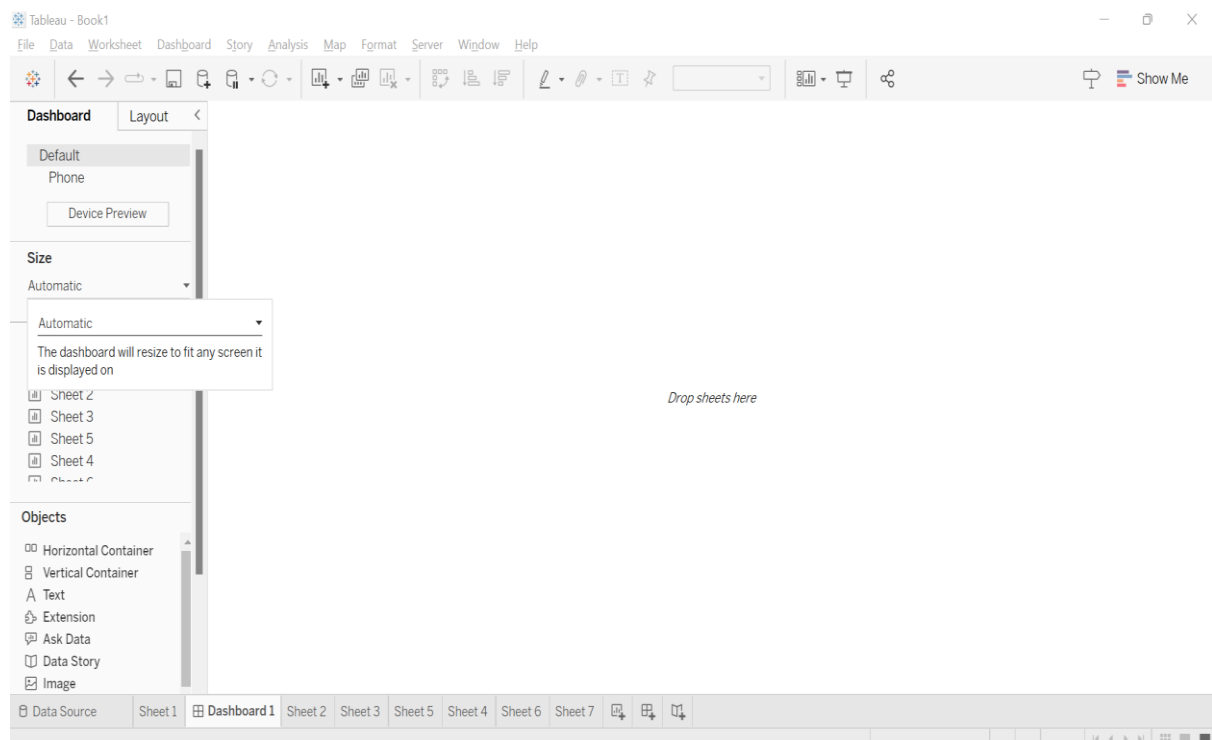 Tableau - Book1
File Data Worksheet Dashboard Story Analysis Map Format Server Window Help
Show Me
Dashboard Layout
Default
Phone
Device Preview
Size
Automatic
Automatic
The dashboard will resize to fit any screen it
is displayed on
Sheet 2
Sheet 3
Sheet 5
Sheet 4
Drop sheets here
Objects
Horizontal Container
Vertical Container
A Text
Extension
Ask Data
Data Story
Image
Data Source Sheet 1 Dashboard 1 Sheet 2 Sheet 3 Sheet 5 Sheet 4 Sheet 6 Sheet 7